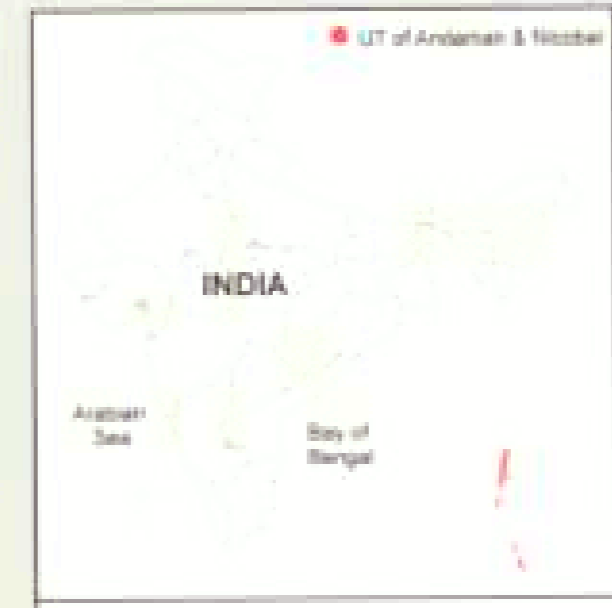 UT of Andaman & Nicobar
INDIA
Arabian
Sea
Bay of
Bengal